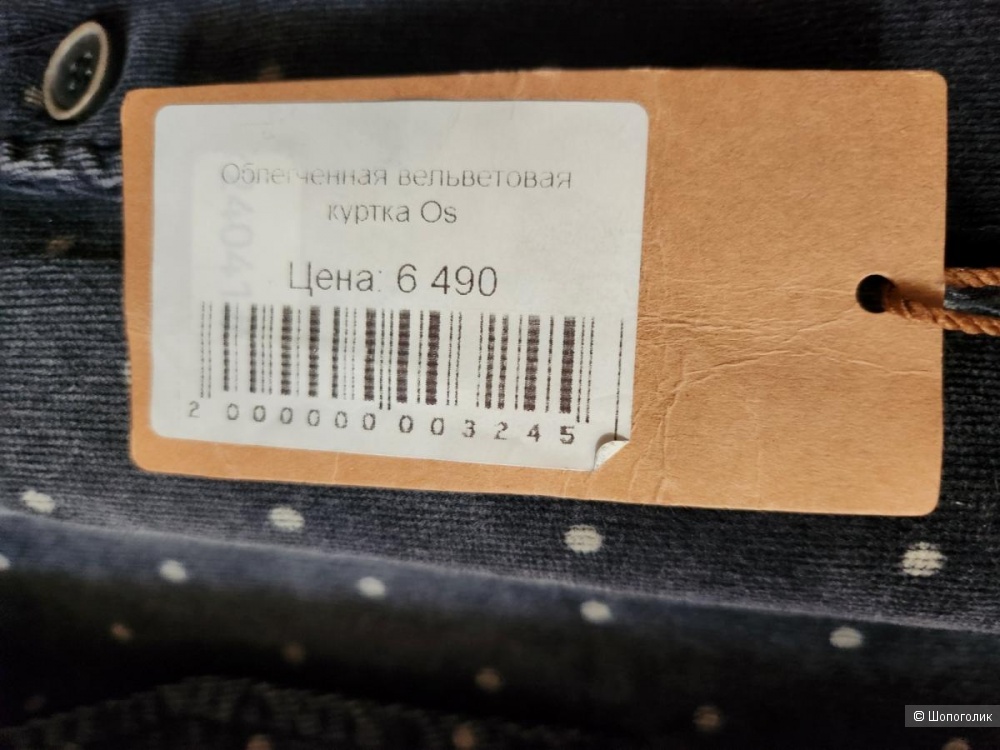 Облегченная вельветовая
куртка Os
Цена: 6 490
2 000000 003245
© Шопоголик